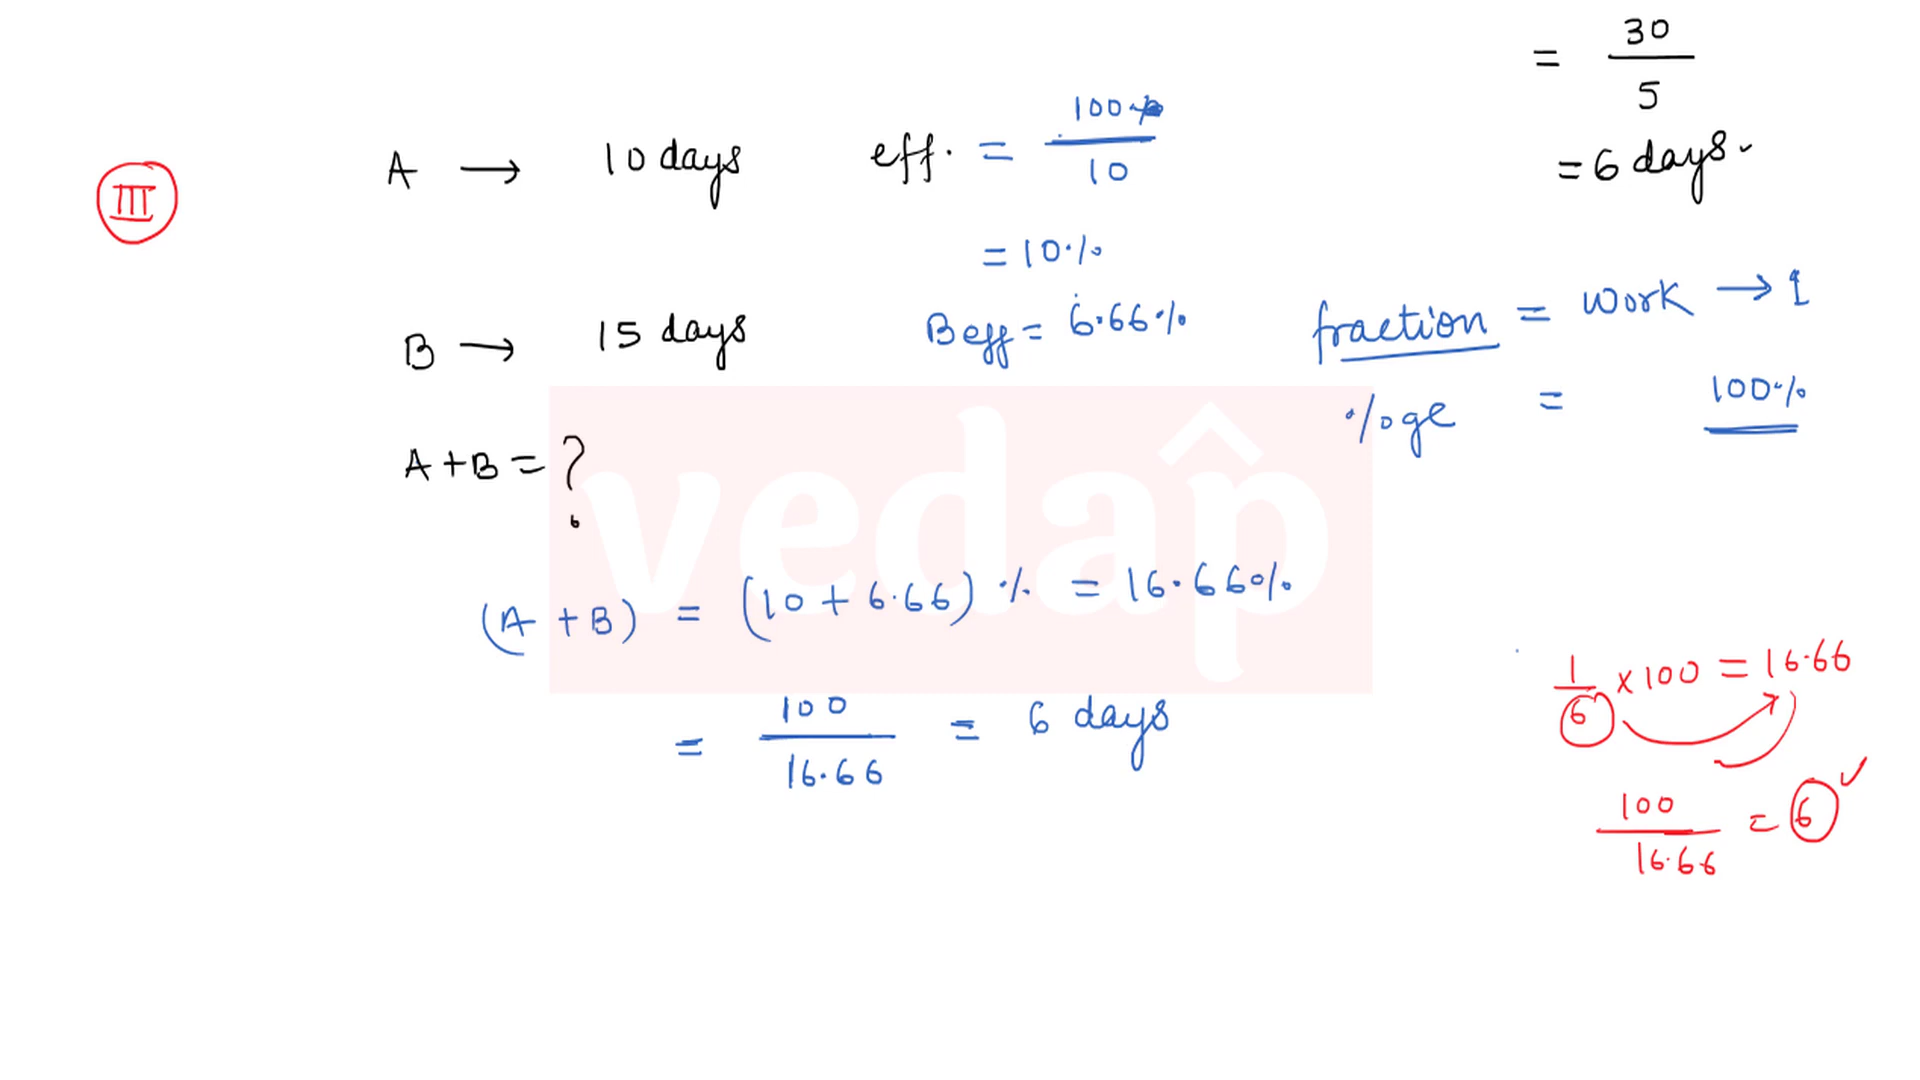 = 30/5
= 6 days.
III
A → 10 days eff. = 100%/10
= 10%
B → 15 days B eff = 6.66%
fraction = work → 1
%ge = 100%
A + B = ?
vedap
(A + B) = (10 + 6.66) % = 16.66%
= 100/16.66 = 6 days
1/6 × 100 = 16.66
100/16.66 = 6 ✓